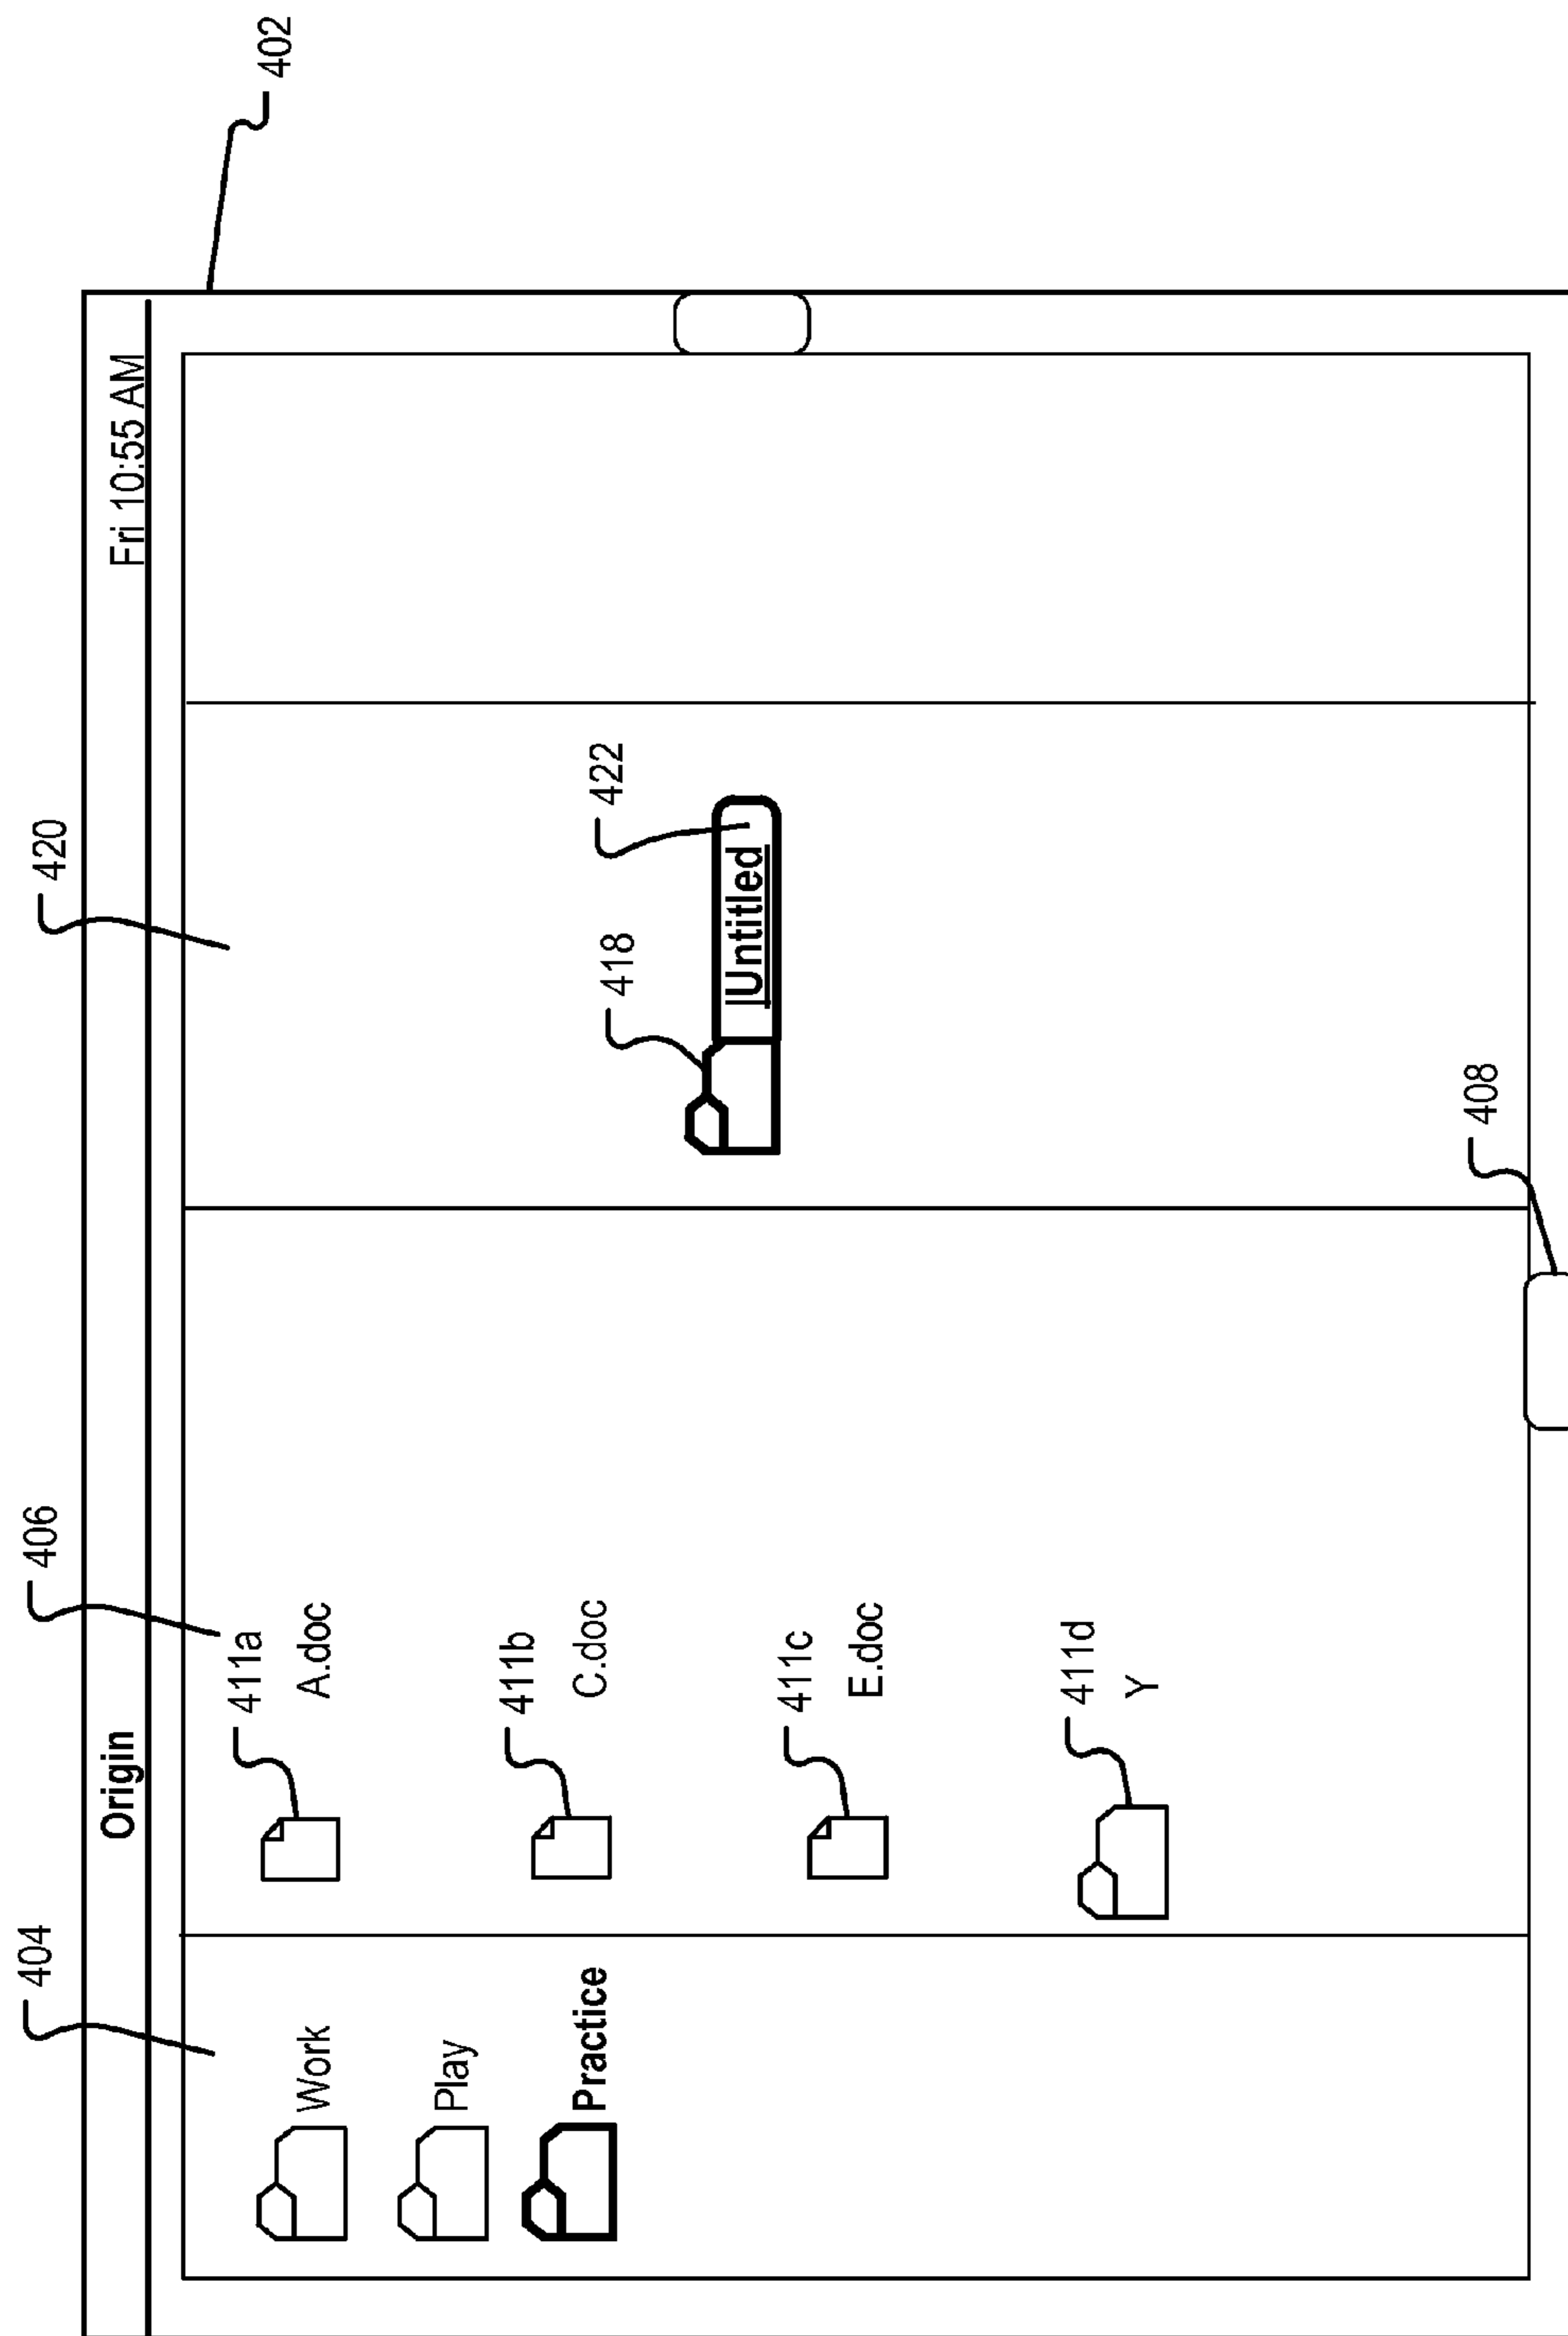 402
Origin
Fri 10:55 AM
404
406
420
Work
Play
Practice
411a
A.doc
411b
C.doc
411c
E.doc
411d
Y
418
422
Untitled
408